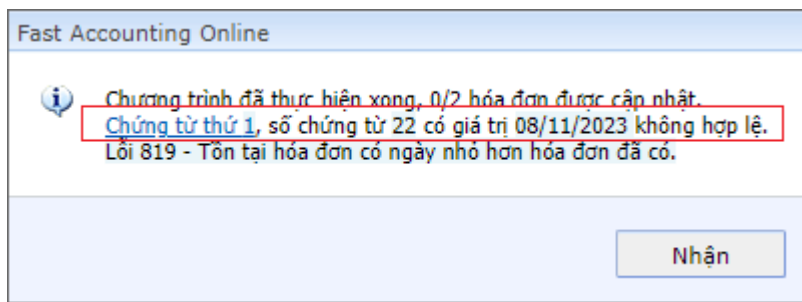 Fast Accounting Online
Chương trình đã thực hiện xong, 0/2 hóa đơn được cập nhật.
Chứng từ thứ 1, số chứng từ 22 có giá trị 08/11/2023 không hợp lệ.
Lỗi 819 - Tồn tại hóa đơn có ngày nhỏ hơn hóa đơn đã có.
Nhận